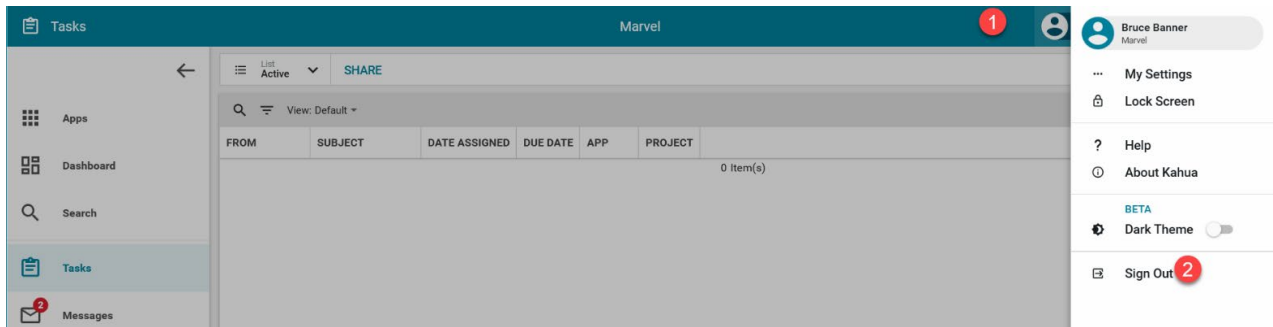 Tasks
Marvel
1
Bruce Banner
Marvel
List
Active
SHARE
My Settings
Lock Screen
View: Default
Apps
FROM SUBJECT DATE ASSIGNED DUE DATE APP PROJECT
0 Item(s)
Help
Dashboard
About Kahua
Search
BETA
Dark Theme
Tasks
Sign Out
2
2
Messages